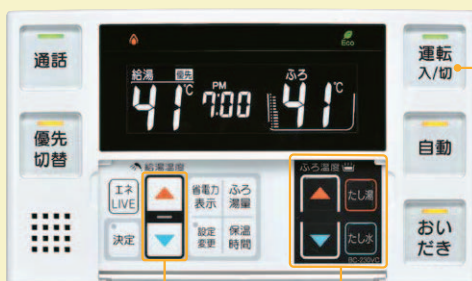 Eco
通話
給湯
優先
41℃
PM
7:00
ふろ
41℃
運転
入/切
優先
切替
給湯温度
エネ
LIVE
決定
省電力
表示
ふろ
湯量
設定
変更
保温
時間
ふろ温度
たし湯
たし水
BC-220VC
自動
おい
だき